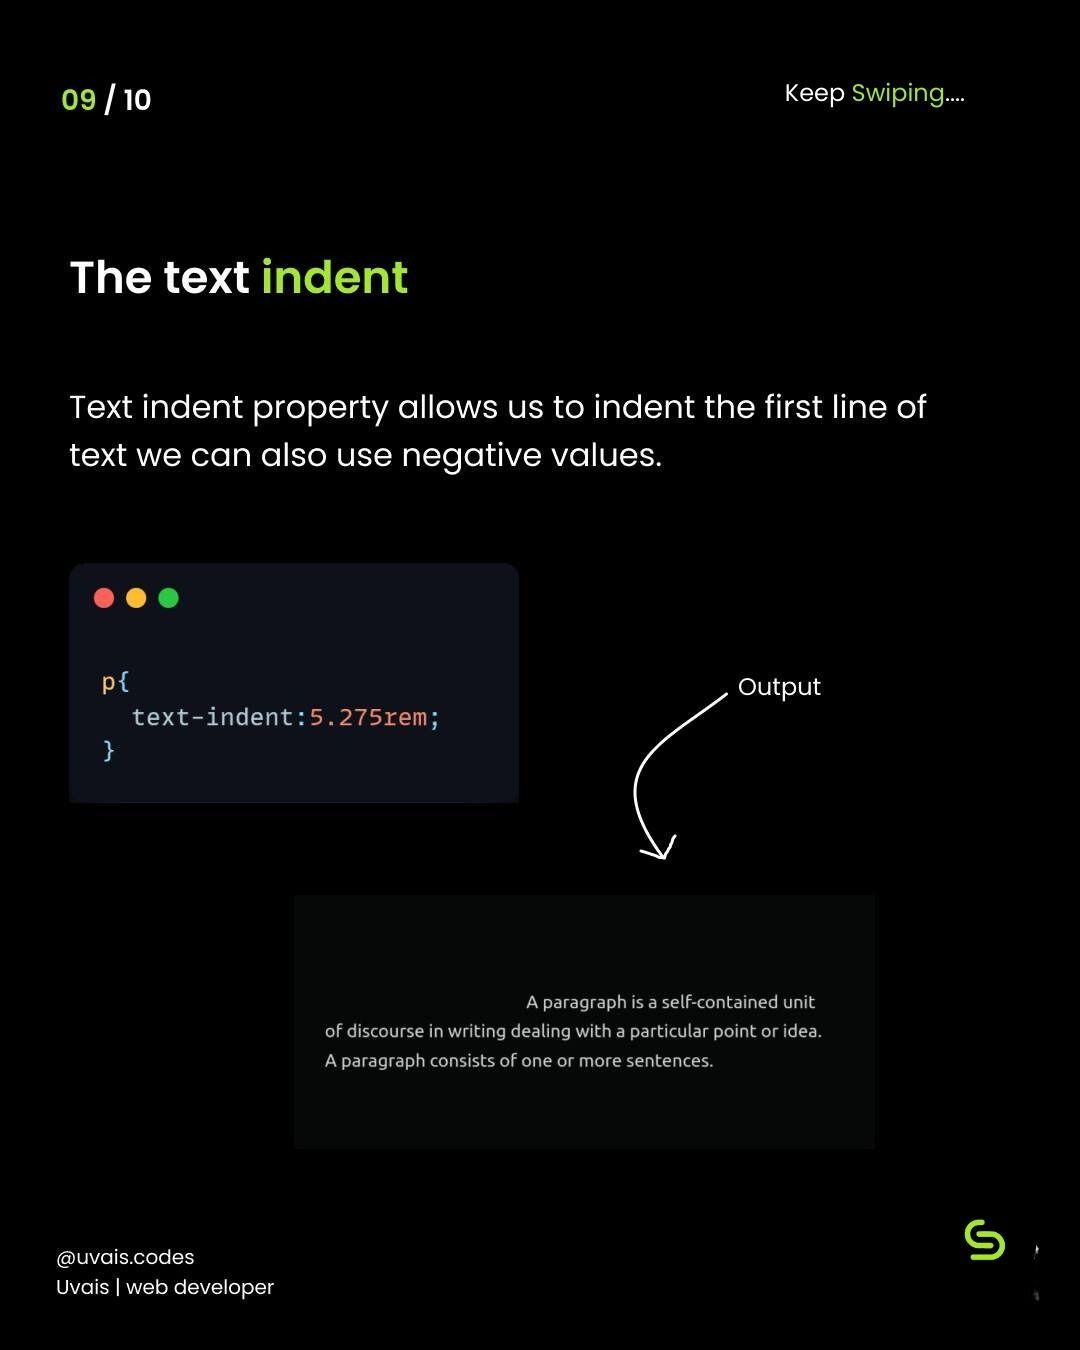 09 / 10
Keep Swiping....
The text indent
Text indent property allows us to indent the first line of
text we can also use negative values.
p{
  text-indent:5.275rem;
}
Output
A paragraph is a self-contained unit
of discourse in writing dealing with a particular point or idea.
A paragraph consists of one or more sentences.
@uvais.codes
Uvais | web developer